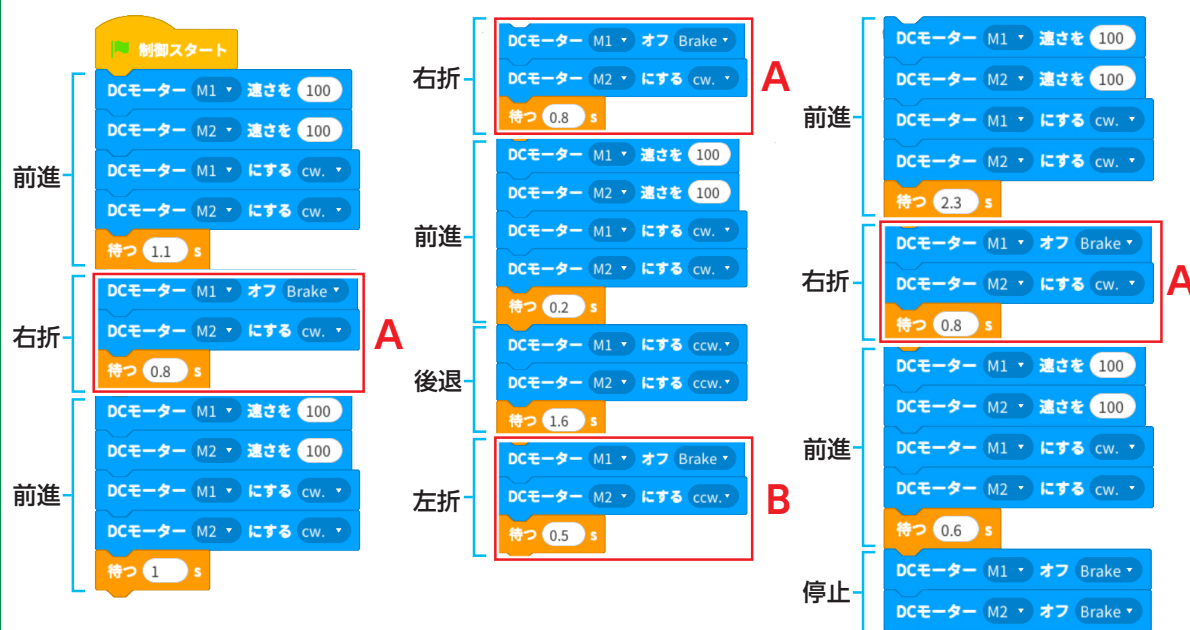 制御スタート
前進
DCモーター M1 速さを 100
DCモーター M2 速さを 100
DCモーター M1 にする cw.
DCモーター M2 にする cw.
待つ 1.1 s
右折
DCモーター M1 オフ Brake
DCモーター M2 にする cw.
待つ 0.8 s
A
前進
DCモーター M1 速さを 100
DCモーター M2 速さを 100
DCモーター M1 にする cw.
DCモーター M2 にする cw.
待つ 1 s
右折
DCモーター M1 オフ Brake
DCモーター M2 にする cw.
待つ 0.8 s
A
前進
DCモーター M1 速さを 100
DCモーター M2 速さを 100
DCモーター M1 にする cw.
DCモーター M2 にする cw.
待つ 0.2 s
後退
DCモーター M1 にする ccw.
DCモーター M2 にする ccw.
待つ 1.6 s
左折
DCモーター M1 オフ Brake
DCモーター M2 にする ccw.
待つ 0.5 s
B
前進
DCモーター M1 速さを 100
DCモーター M2 速さを 100
DCモーター M1 にする cw.
DCモーター M2 にする cw.
待つ 2.3 s
右折
DCモーター M1 オフ Brake
DCモーター M2 にする cw.
待つ 0.8 s
A
前進
DCモーター M1 速さを 100
DCモーター M2 速さを 100
DCモーター M1 にする cw.
DCモーター M2 にする cw.
待つ 0.6 s
停止
DCモーター M1 オフ Brake
DCモーター M2 オフ Brake